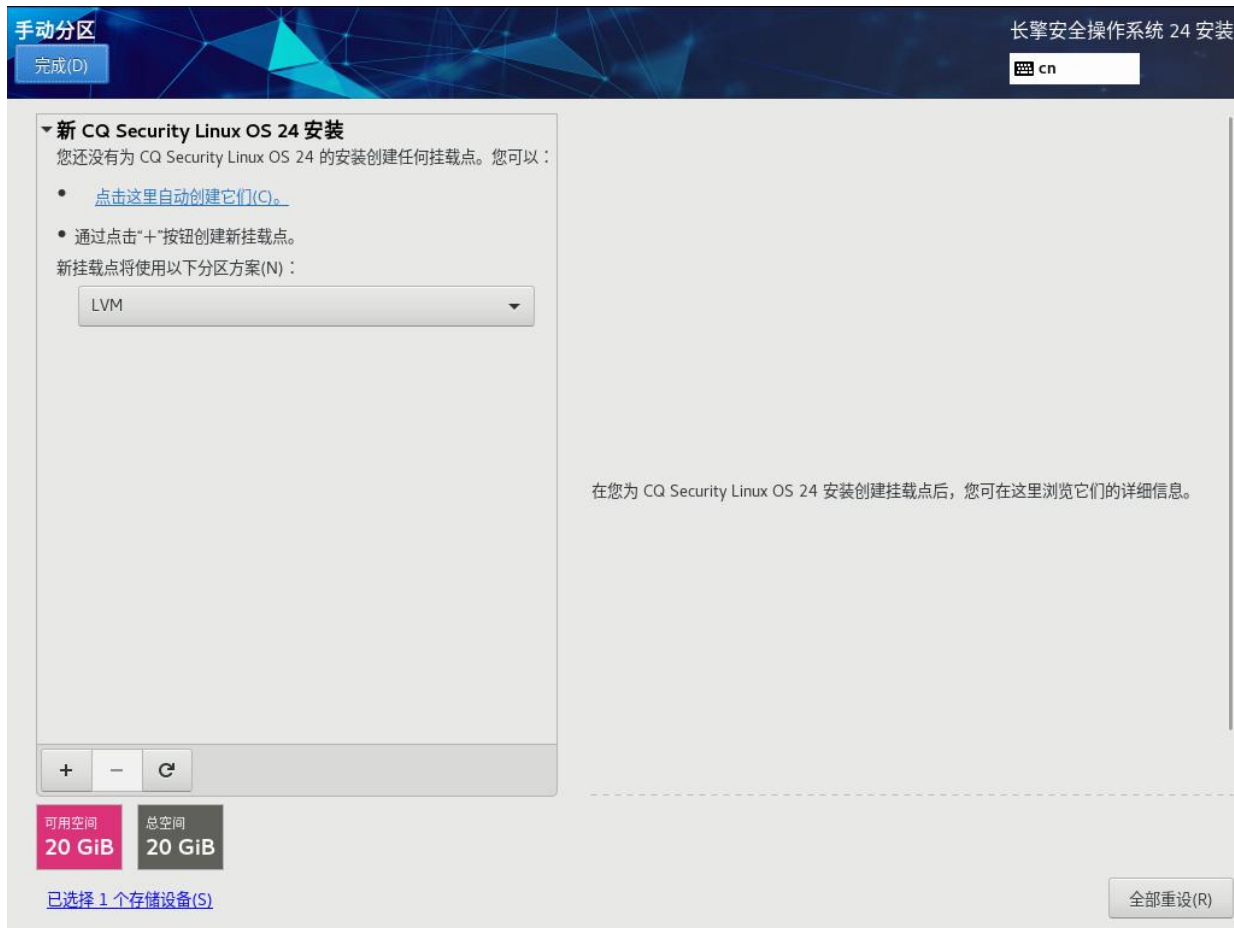 手动分区
完成(D)
长擎安全操作系统 24 安装
cn
新 CQ Security Linux OS 24 安装
您还没有为 CQ Security Linux OS 24 的安装创建任何挂载点。您可以：
• 点击这里自动创建它们(C)。
• 通过点击“＋”按钮创建新挂载点。
新挂载点将使用以下分区方案(N)：
LVM
在您为 CQ Security Linux OS 24 安装创建挂载点后，您可在这里浏览它们的详细信息。
+ −
可用空间
20 GiB
总空间
20 GiB
已选择 1 个存储设备(S)
全部重设(R)